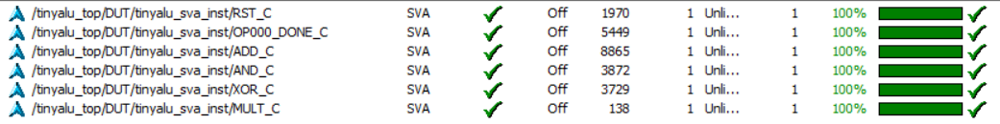 /tinyalu_top/DUT/tinyalu_sva_inst/RST_C SVA Off 1970 1 Unli... 1 100%
/tinyalu_top/DUT/tinyalu_sva_inst/OP000_DONE_C SVA Off 5449 1 Unli... 1 100%
/tinyalu_top/DUT/tinyalu_sva_inst/ADD_C SVA Off 8865 1 Unli... 1 100%
/tinyalu_top/DUT/tinyalu_sva_inst/AND_C SVA Off 3872 1 Unli... 1 100%
/tinyalu_top/DUT/tinyalu_sva_inst/XOR_C SVA Off 3729 1 Unli... 1 100%
/tinyalu_top/DUT/tinyalu_sva_inst/MULT_C SVA Off 138 1 Unli... 1 100%